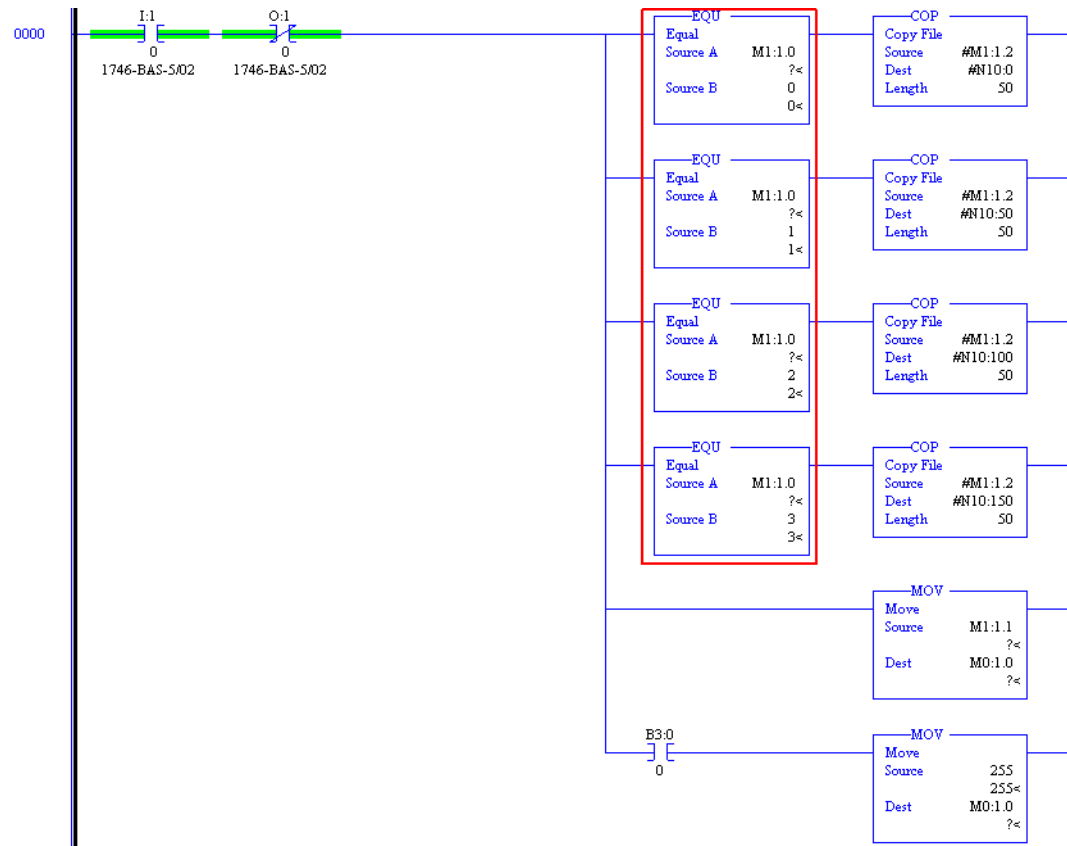 I:1
O:1
0000
0
0
1746-BAS-5/02
1746-BAS-5/02
EQU
Equal
Source A M1:1.0
?<
Source B 0
0<
COP
Copy File
Source #M1:1.2
Dest #N10:0
Length 50
EQU
Equal
Source A M1:1.0
?<
Source B 1
1<
COP
Copy File
Source #M1:1.2
Dest #N10:50
Length 50
EQU
Equal
Source A M1:1.0
?<
Source B 2
2<
COP
Copy File
Source #M1:1.2
Dest #N10:100
Length 50
EQU
Equal
Source A M1:1.0
?<
Source B 3
3<
COP
Copy File
Source #M1:1.2
Dest #N10:150
Length 50
MOV
Move
Source M1:1.1
?<
Dest M0:1.0
?<
B3:0
0
MOV
Move
Source 255
255<
Dest M0:1.0
?<